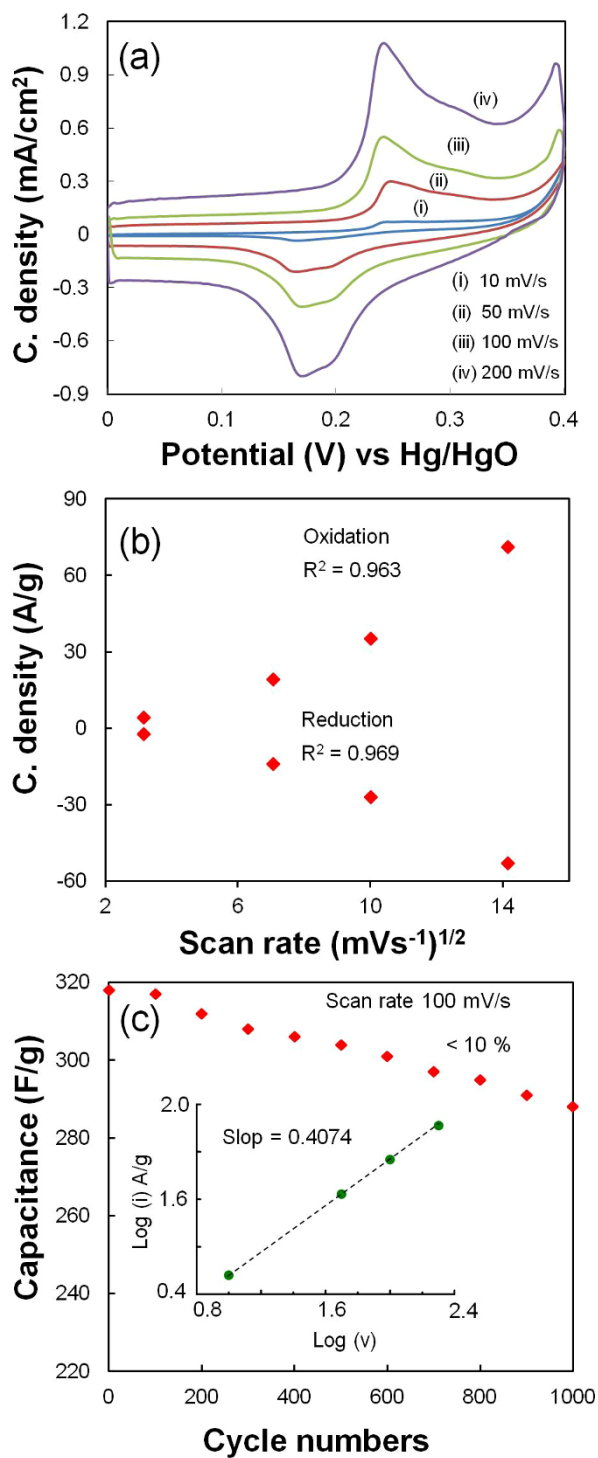 (a)
C. density (mA/cm²)
1.2
0.9
0.6
0.3
0
-0.3
-0.6
-0.9
(iv)
(iii)
(ii)
(i)
(i) 10 mV/s
(ii) 50 mV/s
(iii) 100 mV/s
(iv) 200 mV/s
0 0.1 0.2 0.3 0.4
Potential (V) vs Hg/HgO
(b)
C. density (A/g)
90
60
30
0
-30
-60
Oxidation
R² = 0.963
Reduction
R² = 0.969
2 6 10 14
Scan rate (mVs⁻¹)¹ᐟ²
(c)
Capacitance (F/g)
320
300
280
260
240
220
Scan rate 100 mV/s
< 10 %
Slop = 0.4074
Log (i) A/g
2.0
1.6
0.4
0.8 1.6 2.4
Log (v)
0 200 400 600 800 1000
Cycle numbers